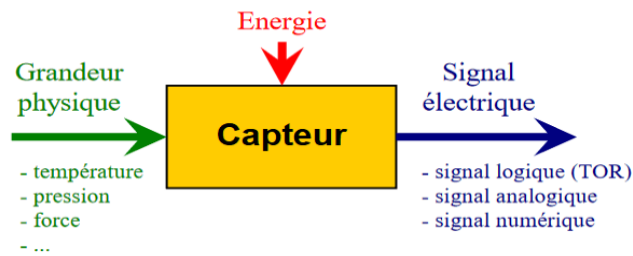 Energie
Grandeur
physique
Capteur
Signal
électrique
- température
- pression
- force
- ...
- signal logique (TOR)
- signal analogique
- signal numérique